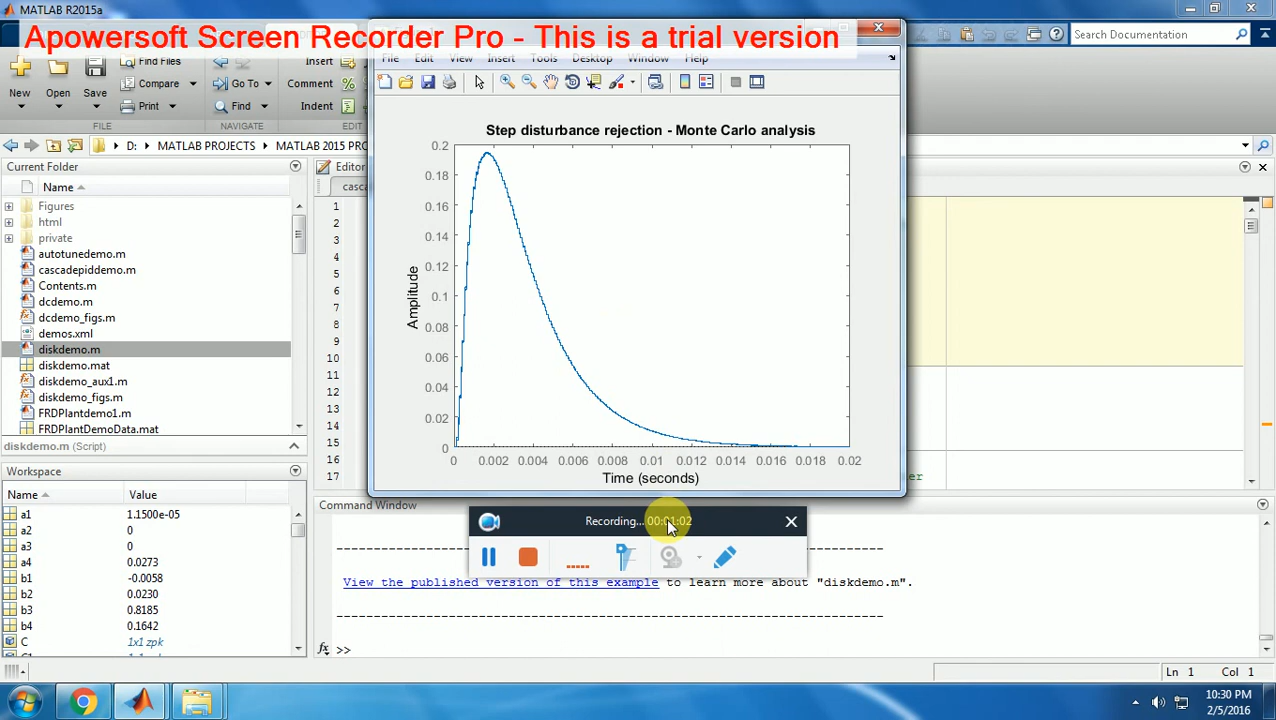 MATLAB R2015a
Apowersoft Screen Recorder Pro - This is a trial version
Search Documentation
New
Open
Save
Find Files
Compare
Print
Go To
Find
Insert
Comment
Indent
FILE
NAVIGATE
EDIT
File Edit View Insert Tools Desktop Window Help
D: MATLAB PROJECTS MATLAB 2015 PRO
Current Folder
Name
Figures
html
private
autotunedemo.m
cascadepiddemo.m
Contents.m
dcdemo.m
dcdemo_figs.m
demos.xml
diskdemo.m
diskdemo.mat
diskdemo_aux1.m
diskdemo_figs.m
FRDPlantdemo1.m
FRDPlantDemoData.mat
diskdemo.m (Script)
Workspace
Name Value
a1 1.1500e-05
a2 0
a3 0
a4 0.0273
b1 -0.0058
b2 0.0230
b3 0.8185
b4 0.1642
C 1x1 zpk
Editor
casca
1
2
3
4
5
6
7
8
9
10
11
12
13
14
15
16
17
Step disturbance rejection - Monte Carlo analysis
Amplitude
0.2
0.18
0.16
0.14
0.12
0.1
0.08
0.06
0.04
0.02
0
0 0.002 0.004 0.006 0.008 0.01 0.012 0.014 0.016 0.018 0.02
Time (seconds)
Command Window
Recording... 00:01:02
View the published version of this example to learn more about "diskdemo.m".
fx >>
Ln 1 Col 1
10:30 PM
2/5/2016